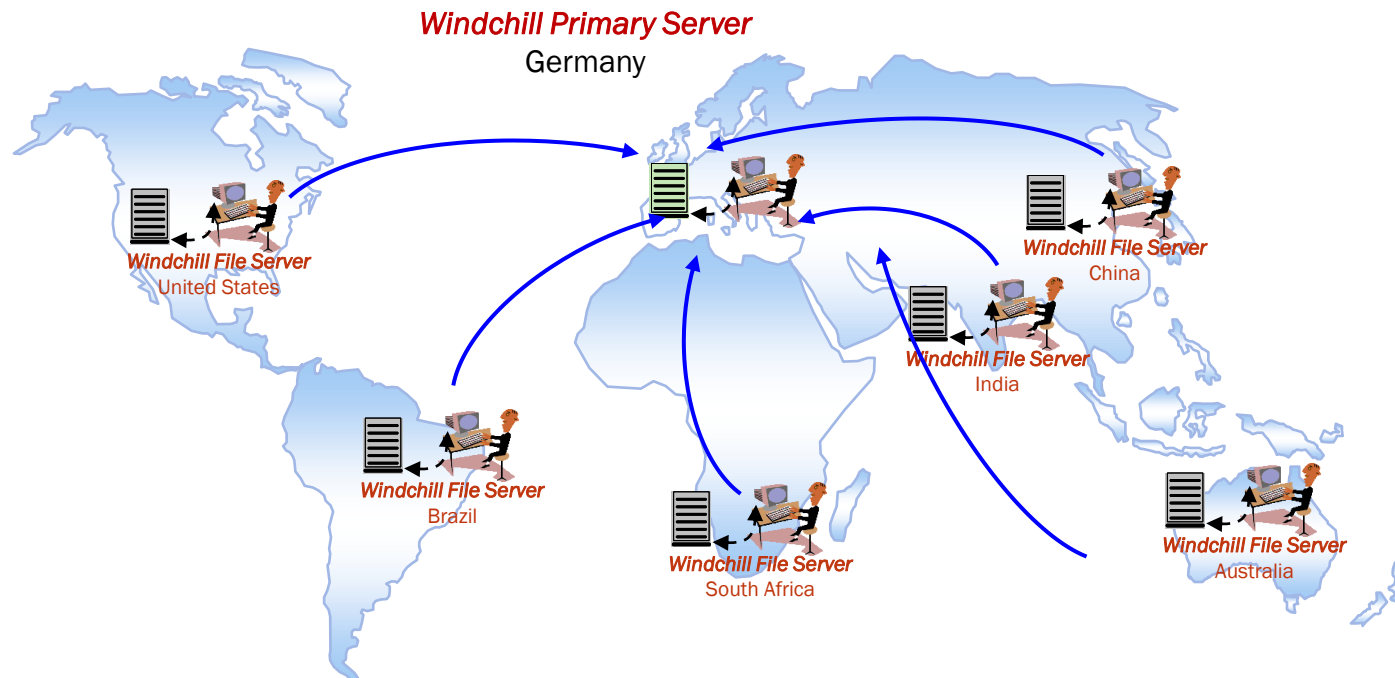 Windchill Primary Server
Germany
Windchill File Server
United States
Windchill File Server
China
Windchill File Server
India
Windchill File Server
Brazil
Windchill File Server
South Africa
Windchill File Server
Australia